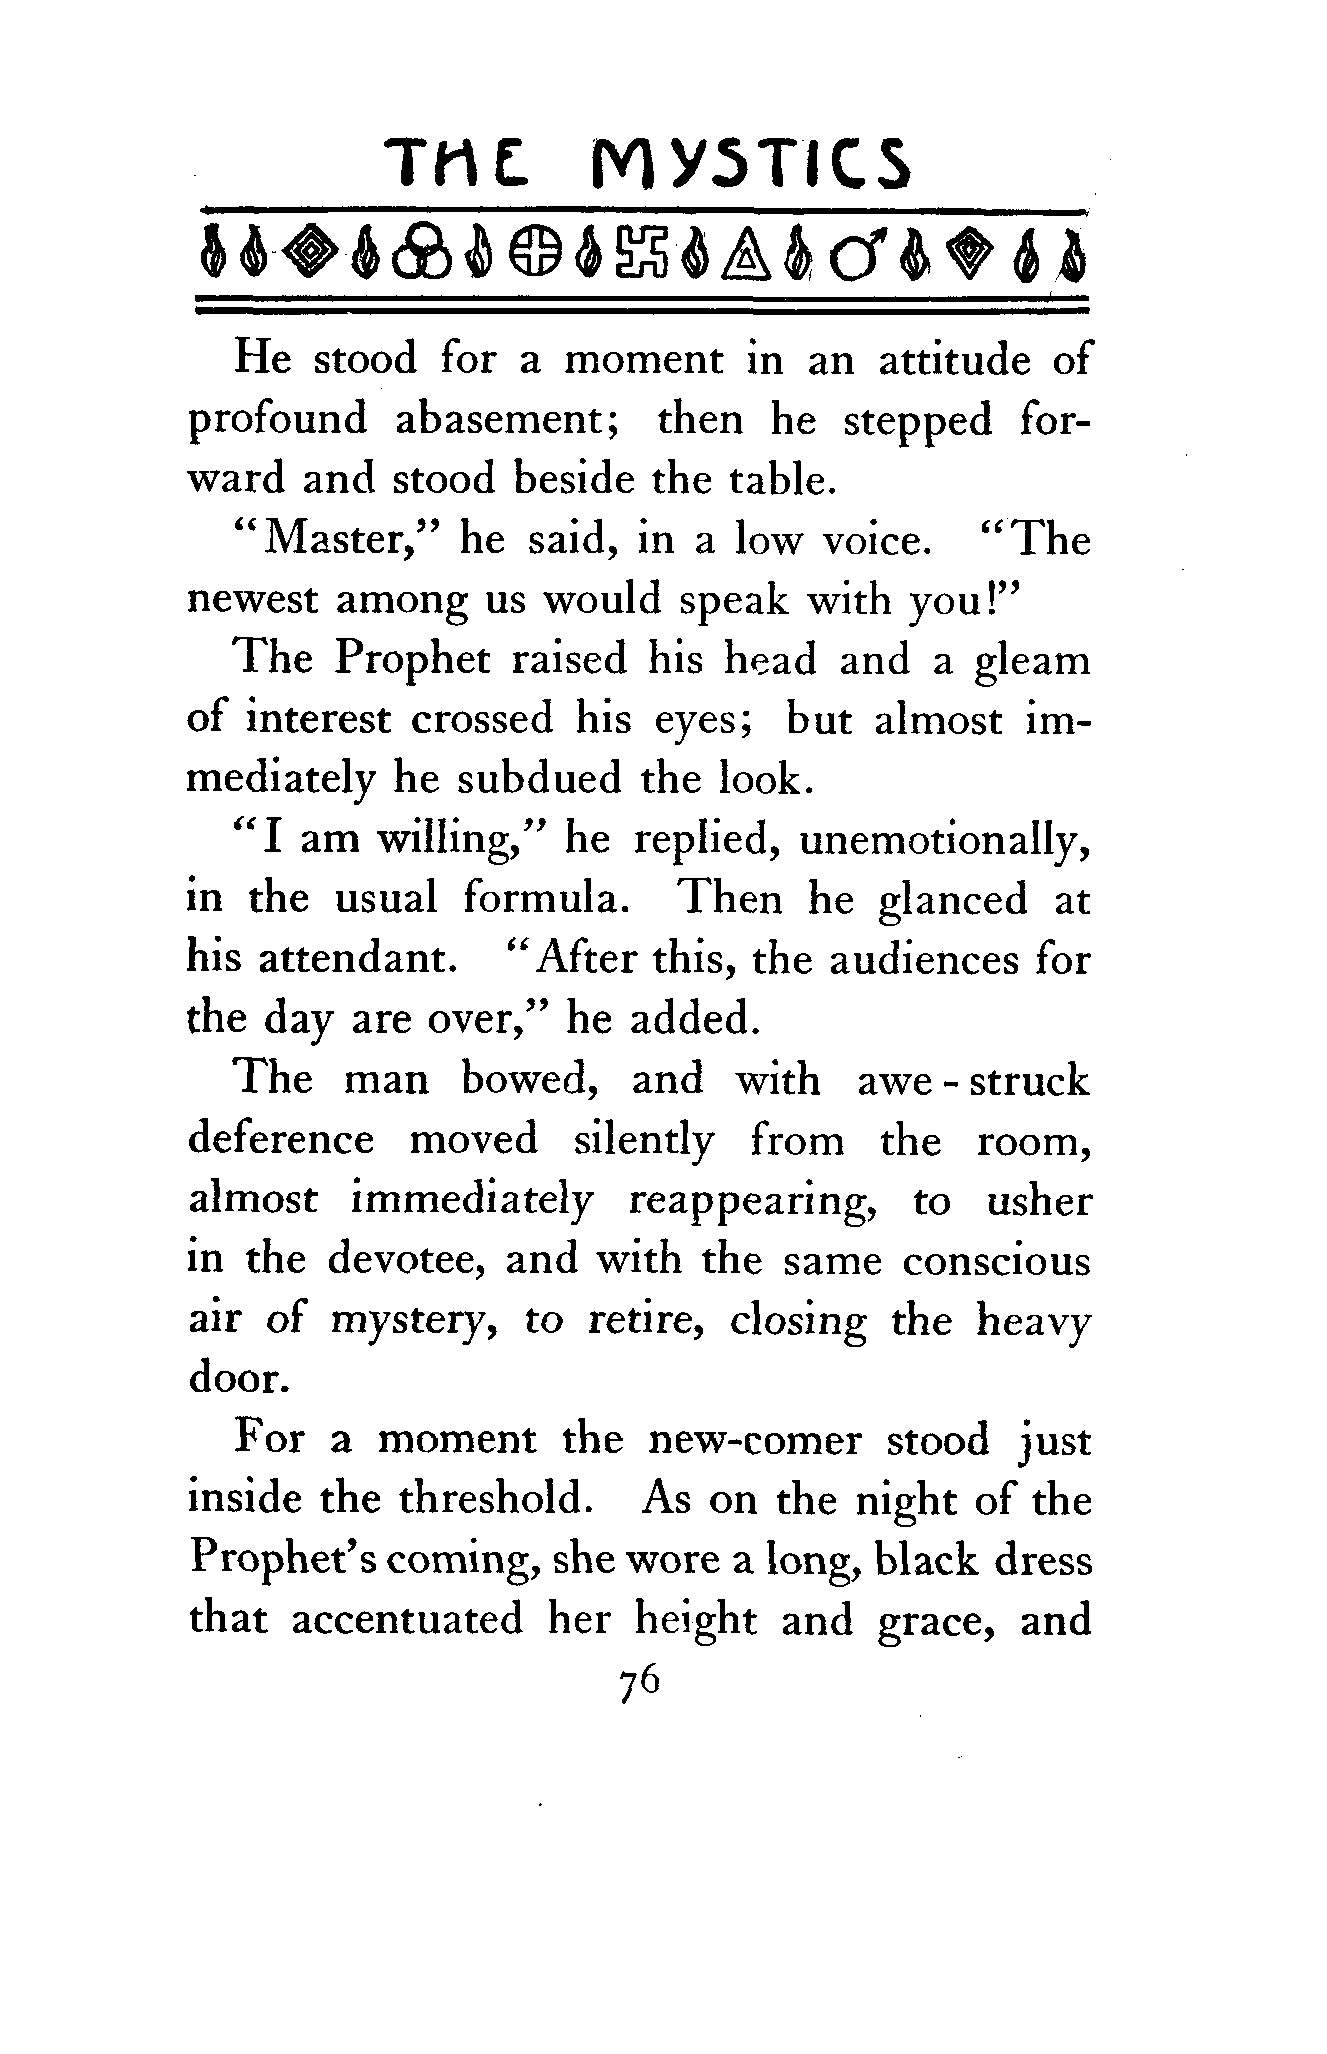 THE MYSTICS
He stood for a moment in an attitude of
profound abasement; then he stepped for-
ward and stood beside the table.
"Master," he said, in a low voice. "The
newest among us would speak with you!"
The Prophet raised his head and a gleam
of interest crossed his eyes; but almost im-
mediately he subdued the look.
"I am willing," he replied, unemotionally,
in the usual formula. Then he glanced at
his attendant. "After this, the audiences for
the day are over," he added.
The man bowed, and with awe-struck
deference moved silently from the room,
almost immediately reappearing, to usher
in the devotee, and with the same conscious
air of mystery, to retire, closing the heavy
door.
For a moment the new-comer stood just
inside the threshold. As on the night of the
Prophet's coming, she wore a long, black dress
that accentuated her height and grace, and
76